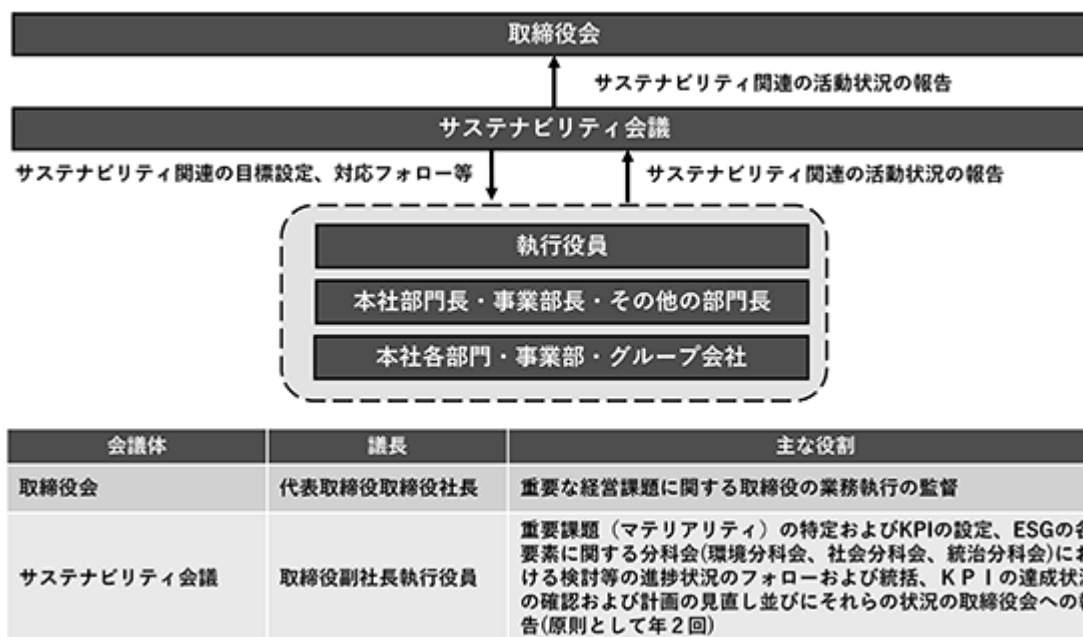 取締役会
サステナビリティ関連の活動状況の報告
サステナビリティ会議
サステナビリティ関連の目標設定、対応フォロー等
サステナビリティ関連の活動状況の報告
執行役員
本社部門長・事業部長・その他の部門長
本社各部門・事業部・グループ会社
会議体 議長 主な役割
取締役会 代表取締役取締役社長 重要な経営課題に関する取締役の業務執行の監督
サステナビリティ会議 取締役副社長執行役員
重要課題（マテリアリティ）の特定およびKPIの設定、ESGの
要素に関する分科会(環境分科会、社会分科会、統治分科会)に
ける検討等の進捗状況のフォローおよび統括、ＫＰＩの達成状
の確認および計画の見直し並びにそれらの状況の取締役会への
告(原則として年２回)